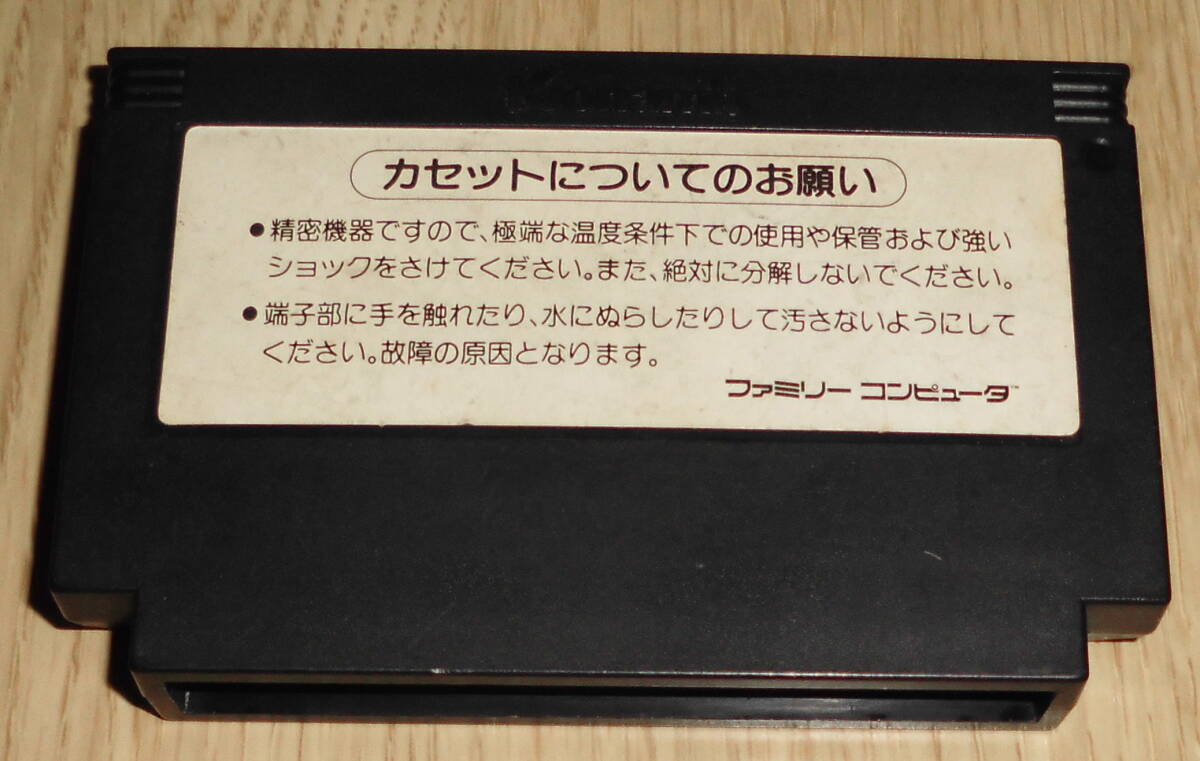 カセットについてのお願い
●精密機器ですので、極端な温度条件下での使用や保管および強い
ショックをさけてください。また、絶対に分解しないでください。
●端子部に手を触れたり、水にぬらしたりして汚さないようにして
ください。故障の原因となります。
ファミリー コンピュータ™